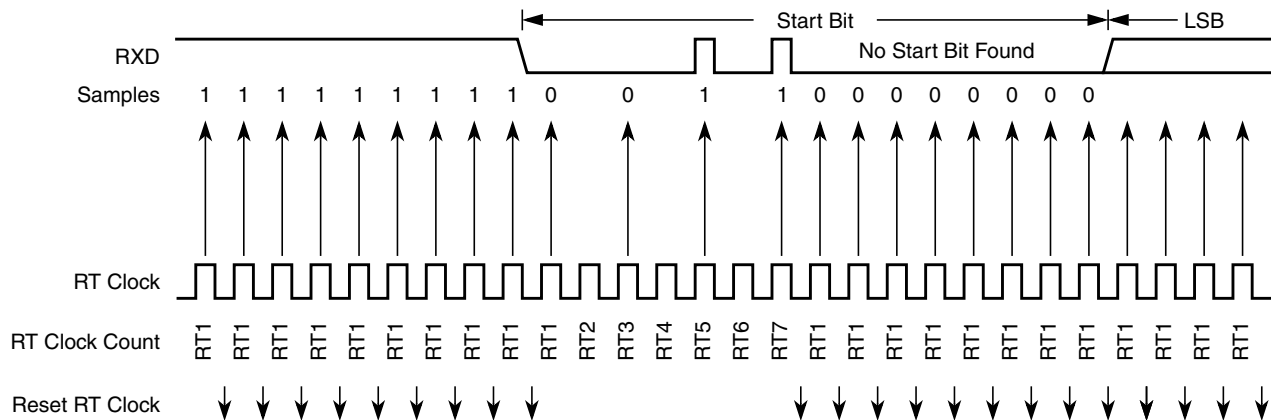 Start Bit LSB
RXD No Start Bit Found
Samples 1 1 1 1 1 1 1 1 1 0 0 1 1 0 0 0 0 0 0 0 0
RT Clock
RT Clock Count RT1 RT1 RT1 RT1 RT1 RT1 RT1 RT1 RT1 RT1 RT2 RT3 RT4 RT5 RT6 RT7 RT1 RT1 RT1 RT1 RT1 RT1 RT1 RT1 RT1 RT1 RT1 RT1
Reset RT Clock